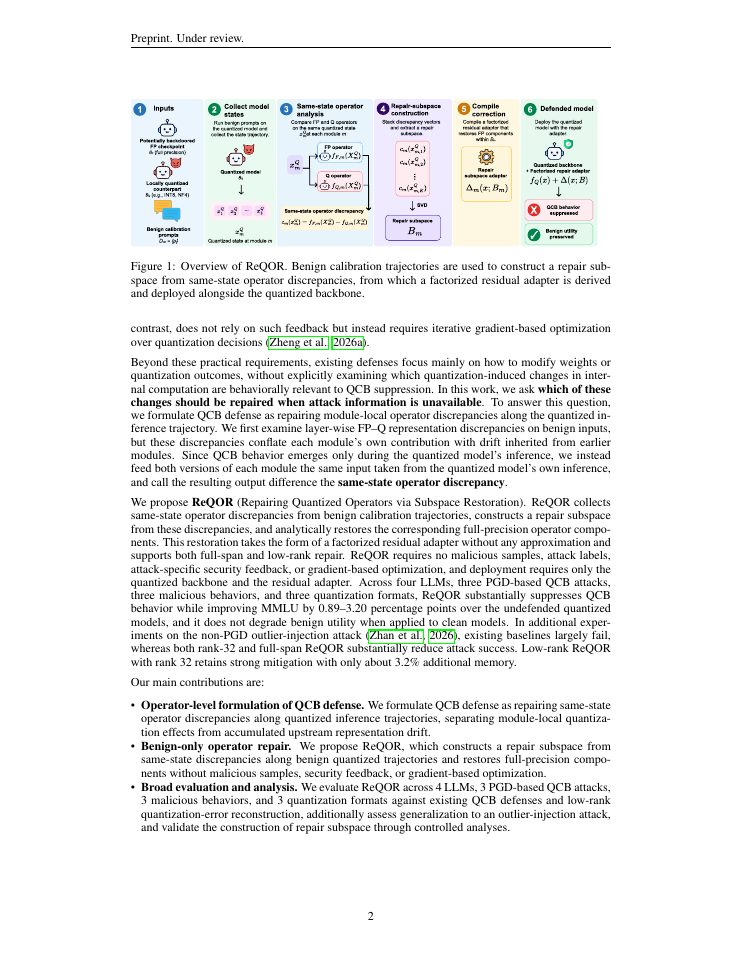 Preprint. Under review.
1 Inputs
Potentially backdoored
FP checkpoint
(full precision)
Locally quantized
counterpart
(e.g., INT8, NF4)
Benign calibration
prompts
2 Collect model
states
Run benign prompts on
the quantized model and
collect the state trajectory.
Quantized model
↓
Quantized state at module m
3 Same-state operator
analysis
Compare FP and Q operators
on the same quantized state
at each module m
FP operator
Q operator
Same-state operator discrepancy
4 Repair-subspace
construction
Stack discrepancy vectors
and extract a repair
subspace.
↓ SVD
Repair subspace
Bₘ
5 Compile
correction
Compile a factorized
residual adapter that
restores FP components
Repair
subspace adapter
Δₘ(x; Bₘ)
6 Defended model
Deploy the quantized
model with the repair
adapter.
Quantized backbone
+ Factorized repair adapter
f_Q(x) + Δ(x; B)
↓
QCB behavior
suppressed
Benign utility
preserved
Figure 1: Overview of ReQOR. Benign calibration trajectories are used to construct a repair sub-
space from same-state operator discrepancies, from which a factorized residual adapter is derived
and deployed alongside the quantized backbone.
contrast, does not rely on such feedback but instead requires iterative gradient-based optimization
over quantization decisions (Zheng et al., 2026a).
Beyond these practical requirements, existing defenses focus mainly on how to modify weights or
quantization outcomes, without explicitly examining which quantization-induced changes in inter-
nal computation are behaviorally relevant to QCB suppression. In this work, we ask which of these
changes should be repaired when attack information is unavailable. To answer this question,
we formulate QCB defense as repairing module-local operator discrepancies along the quantized in-
ference trajectory. We first examine layer-wise FP–Q representation discrepancies on benign inputs,
but these discrepancies conflate each module's own contribution with drift inherited from earlier
modules. Since QCB behavior emerges only during the quantized model's inference, we instead
feed both versions of each module the same input taken from the quantized model's own inference,
and call the resulting output difference the same-state operator discrepancy.
We propose ReQOR (Repairing Quantized Operators via Subspace Restoration). ReQOR collects
same-state operator discrepancies from benign calibration trajectories, constructs a repair subspace
from these discrepancies, and analytically restores the corresponding full-precision operator compo-
nents. This restoration takes the form of a factorized residual adapter without any approximation and
supports both full-span and low-rank repair. ReQOR requires no malicious samples, attack labels,
attack-specific security feedback, or gradient-based optimization, and deployment requires only the
quantized backbone and the residual adapter. Across four LLMs, three PGD-based QCB attacks,
three malicious behaviors, and three quantization formats, ReQOR substantially suppresses QCB
behavior while improving MMLU by 0.89–3.20 percentage points over the undefended quantized
models, and it does not degrade benign utility when applied to clean models. In additional exper-
iments on the non-PGD outlier-injection attack (Zhan et al., 2026), existing baselines largely fail,
whereas both rank-32 and full-span ReQOR substantially reduce attack success. Low-rank ReQOR
with rank 32 retains strong mitigation with only about 3.2% additional memory.
Our main contributions are:
• Operator-level formulation of QCB defense. We formulate QCB defense as repairing same-state
operator discrepancies along quantized inference trajectories, separating module-local quantiza-
tion effects from accumulated upstream representation drift.
• Benign-only operator repair. We propose ReQOR, which constructs a repair subspace from
same-state discrepancies along benign quantized trajectories and restores full-precision compo-
nents without malicious samples, security feedback, or gradient-based optimization.
• Broad evaluation and analysis. We evaluate ReQOR across 4 LLMs, 3 PGD-based QCB attacks,
3 malicious behaviors, and 3 quantization formats against existing QCB defenses and low-rank
quantization-error reconstruction, additionally assess generalization to an outlier-injection attack,
and validate the construction of repair subspace through controlled analyses.
2